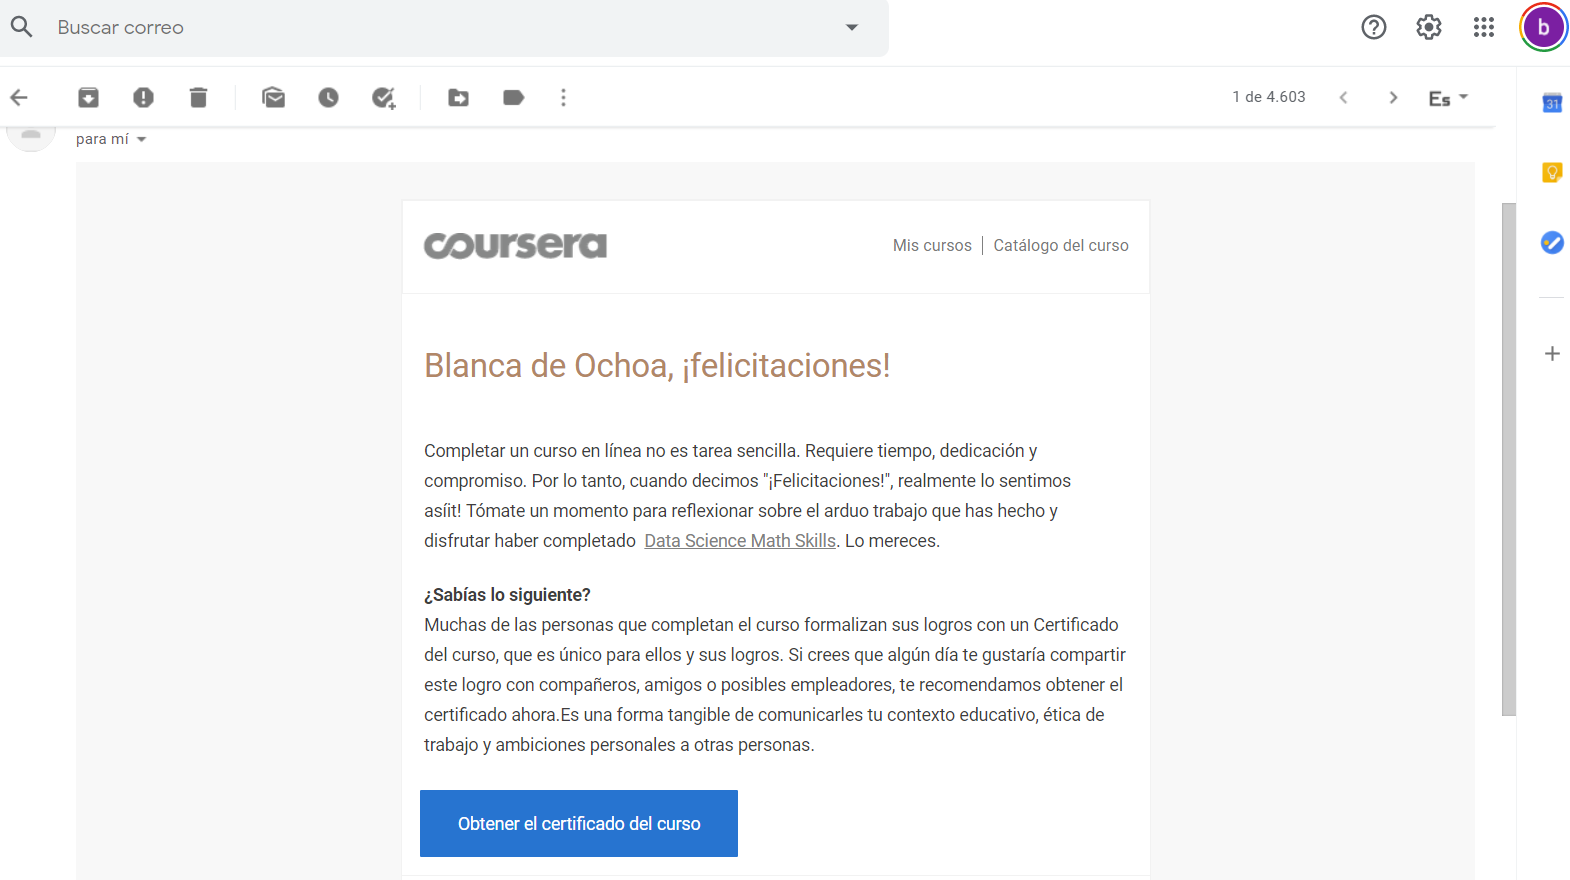 Buscar correo
b
1 de 4.603
Es
31
para mí
coursera
Mis cursos | Catálogo del curso
Blanca de Ochoa, ¡felicitaciones!
Completar un curso en línea no es tarea sencilla. Requiere tiempo, dedicación y
compromiso. Por lo tanto, cuando decimos "¡Felicitaciones!", realmente lo sentimos
asíit! Tómate un momento para reflexionar sobre el arduo trabajo que has hecho y
disfrutar haber completado Data Science Math Skills. Lo mereces.
¿Sabías lo siguiente?
Muchas de las personas que completan el curso formalizan sus logros con un Certificado
del curso, que es único para ellos y sus logros. Si crees que algún día te gustaría compartir
este logro con compañeros, amigos o posibles empleadores, te recomendamos obtener el
certificado ahora.Es una forma tangible de comunicarles tu contexto educativo, ética de
trabajo y ambiciones personales a otras personas.
Obtener el certificado del curso